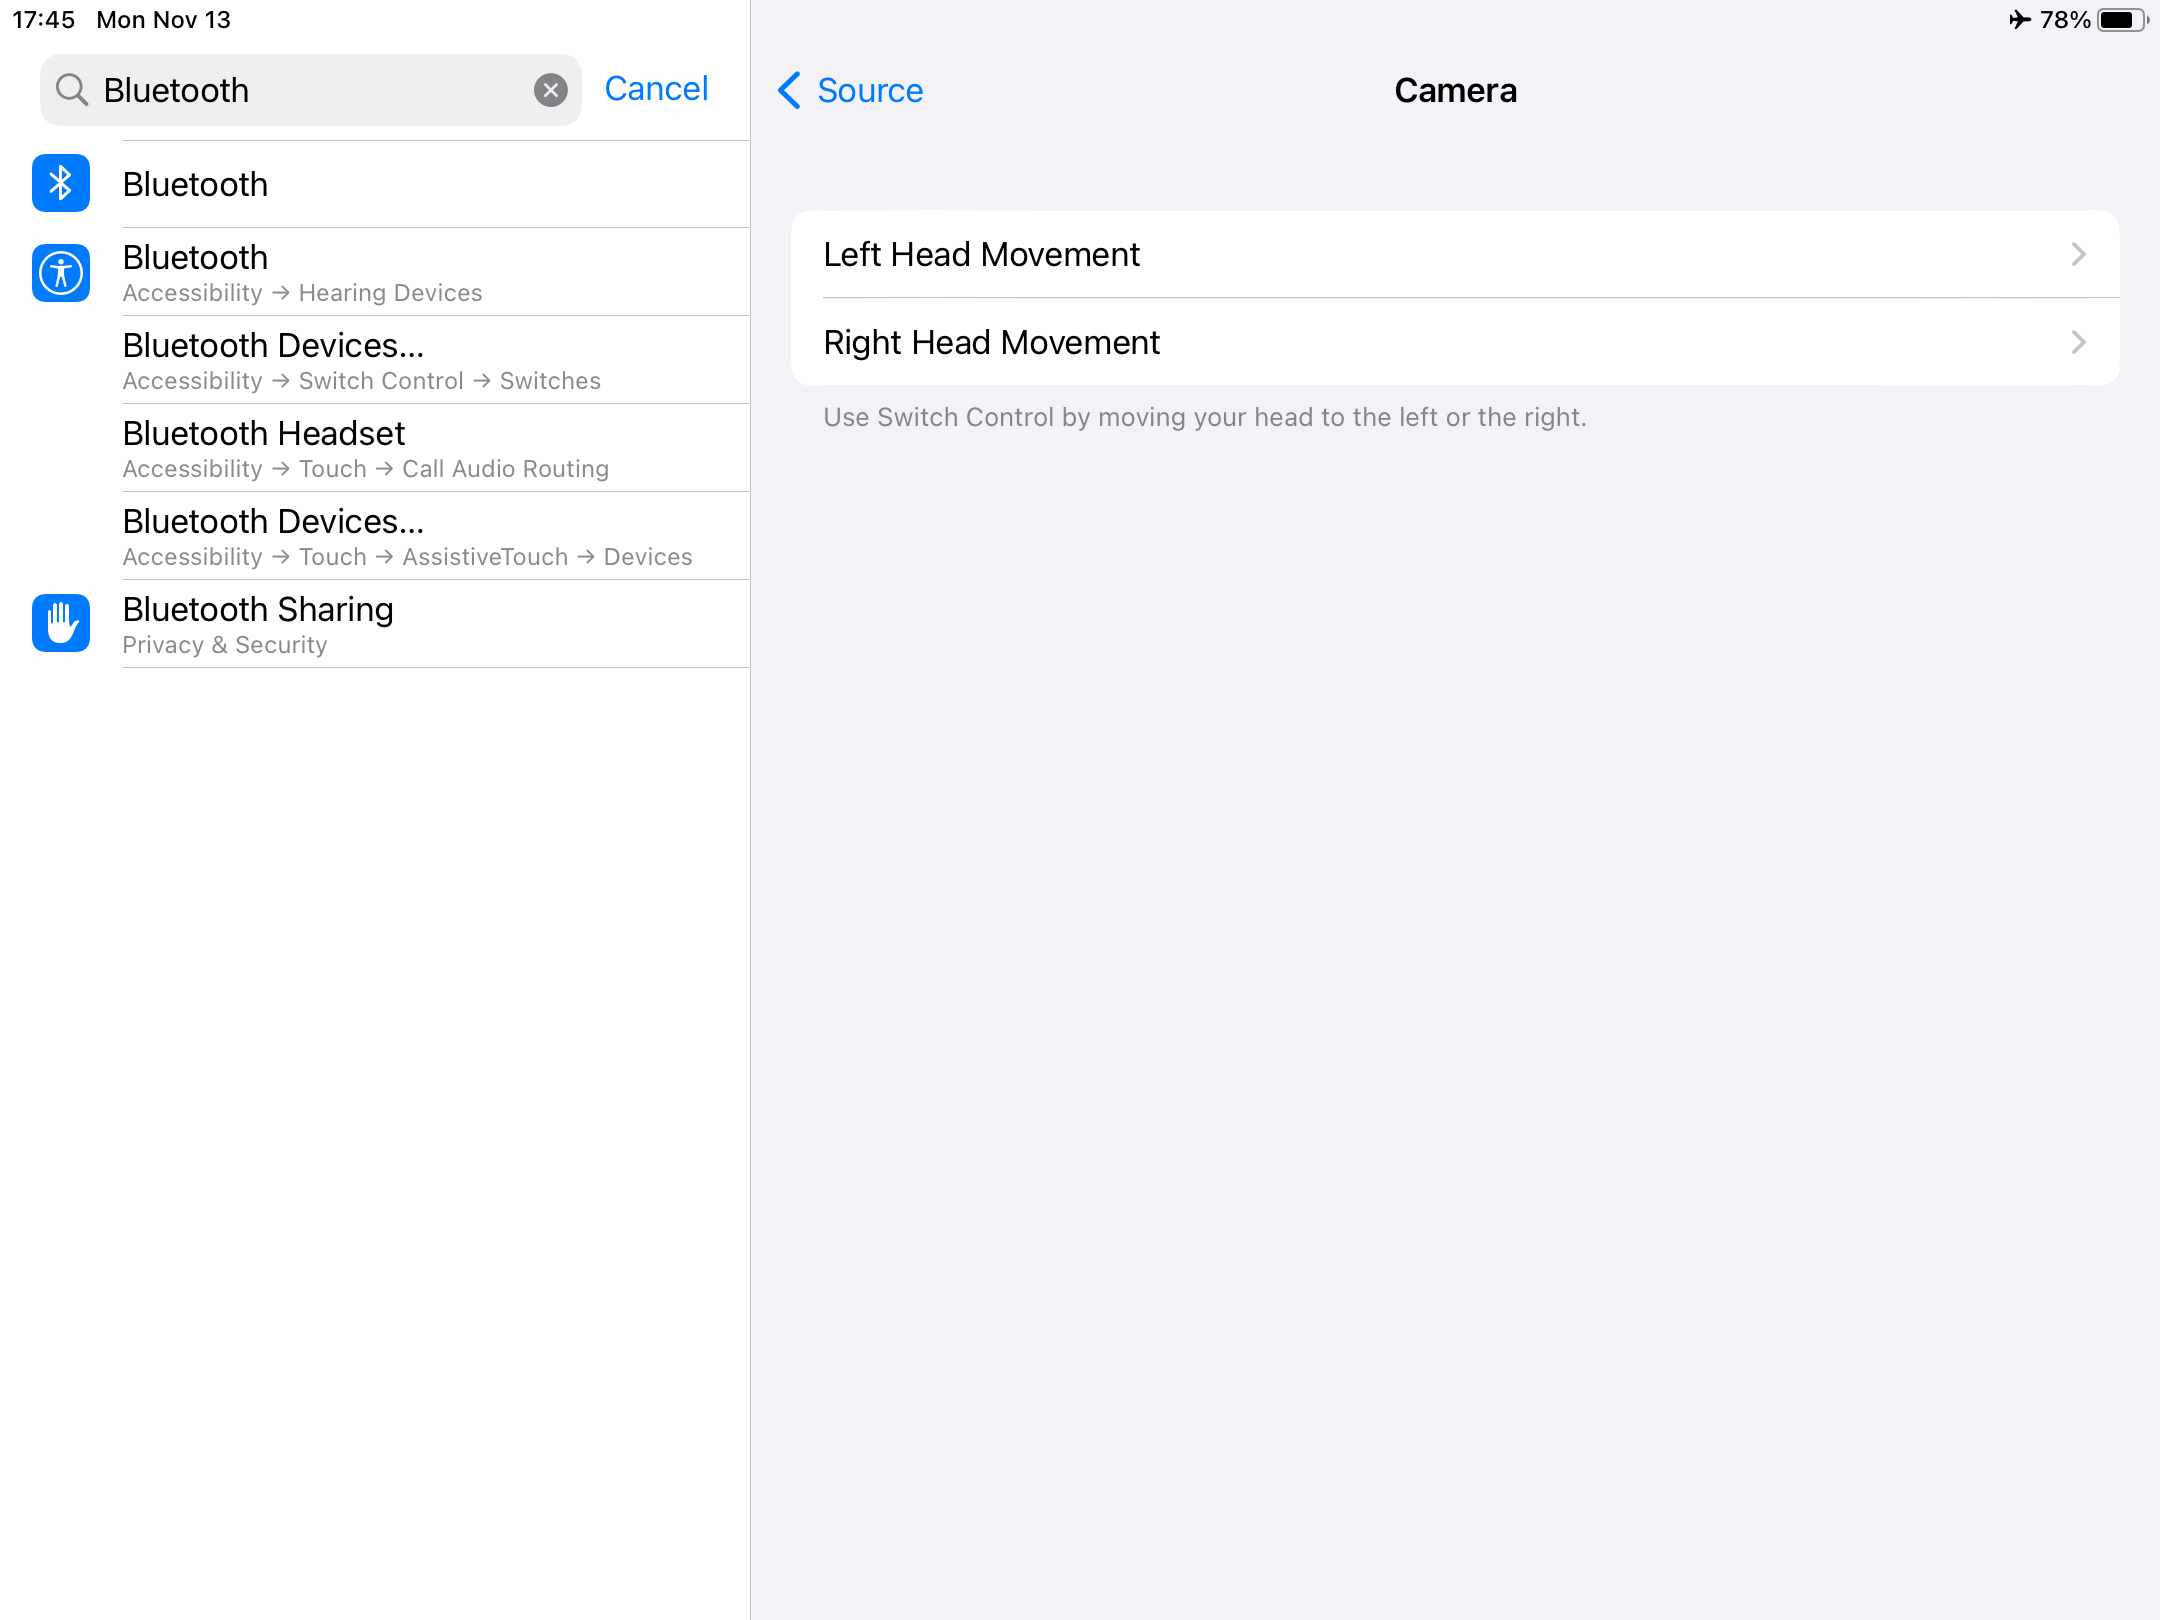 17:45 Mon Nov 13
78%
Bluetooth
Cancel
Bluetooth
Bluetooth
Accessibility → Hearing Devices
Bluetooth Devices...
Accessibility → Switch Control → Switches
Bluetooth Headset
Accessibility → Touch → Call Audio Routing
Bluetooth Devices...
Accessibility → Touch → AssistiveTouch → Devices
Bluetooth Sharing
Privacy & Security
Source
Camera
Left Head Movement
Right Head Movement
Use Switch Control by moving your head to the left or the right.